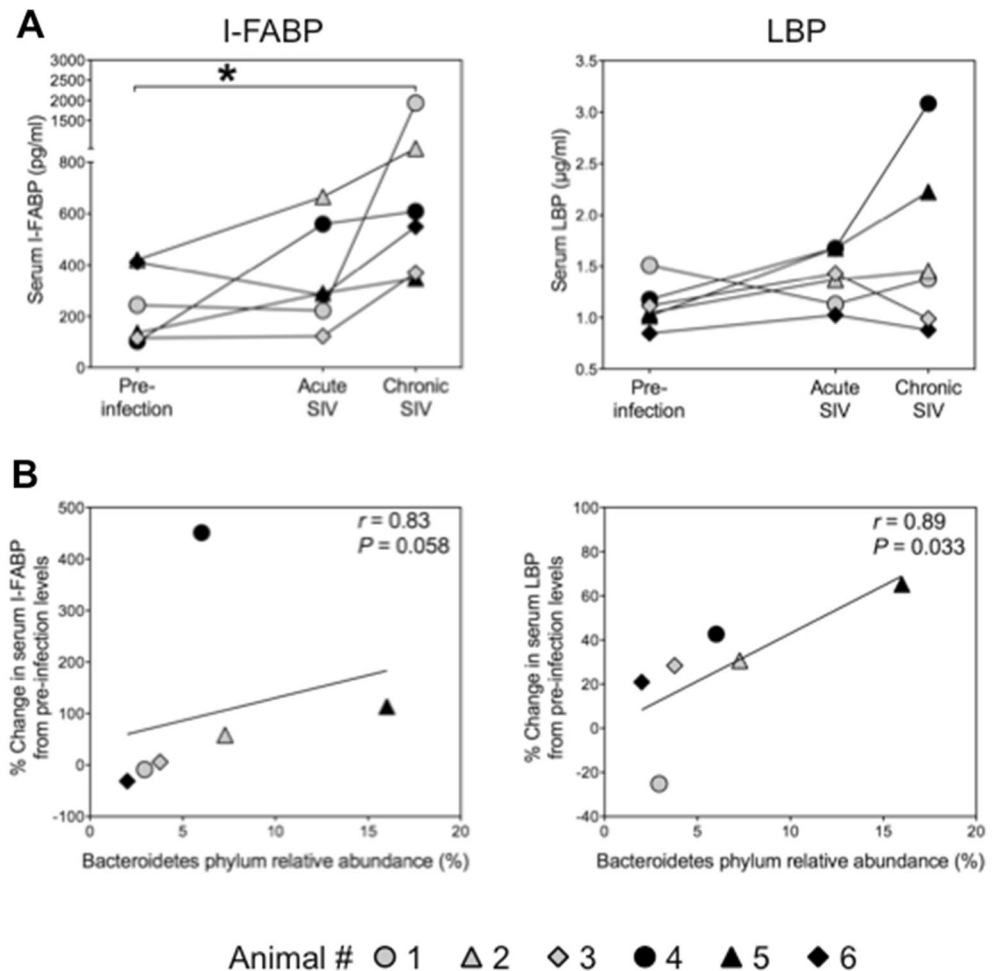 A
I-FABP
LBP
Serum I-FABP (pg/ml)
3000
2500
2000
1500
800
600
400
200
0
*
Pre-
infection
Acute
SIV
Chronic
SIV
Serum LBP (µg/ml)
3.5
3.0
2.5
2.0
1.5
1.0
0.5
Pre-
infection
Acute
SIV
Chronic
SIV
B
% Change in serum I-FABP
from pre-infection levels
500
400
300
200
100
0
-100
r = 0.83
P = 0.058
0 5 10 15 20
Bacteroidetes phylum relative abundance (%)
% Change in serum LBP
from pre-infection levels
100
80
60
40
20
0
-20
-40
r = 0.89
P = 0.033
0 5 10 15 20
Bacteroidetes phylum relative abundance (%)
Animal # 1 2 3 4 5 6